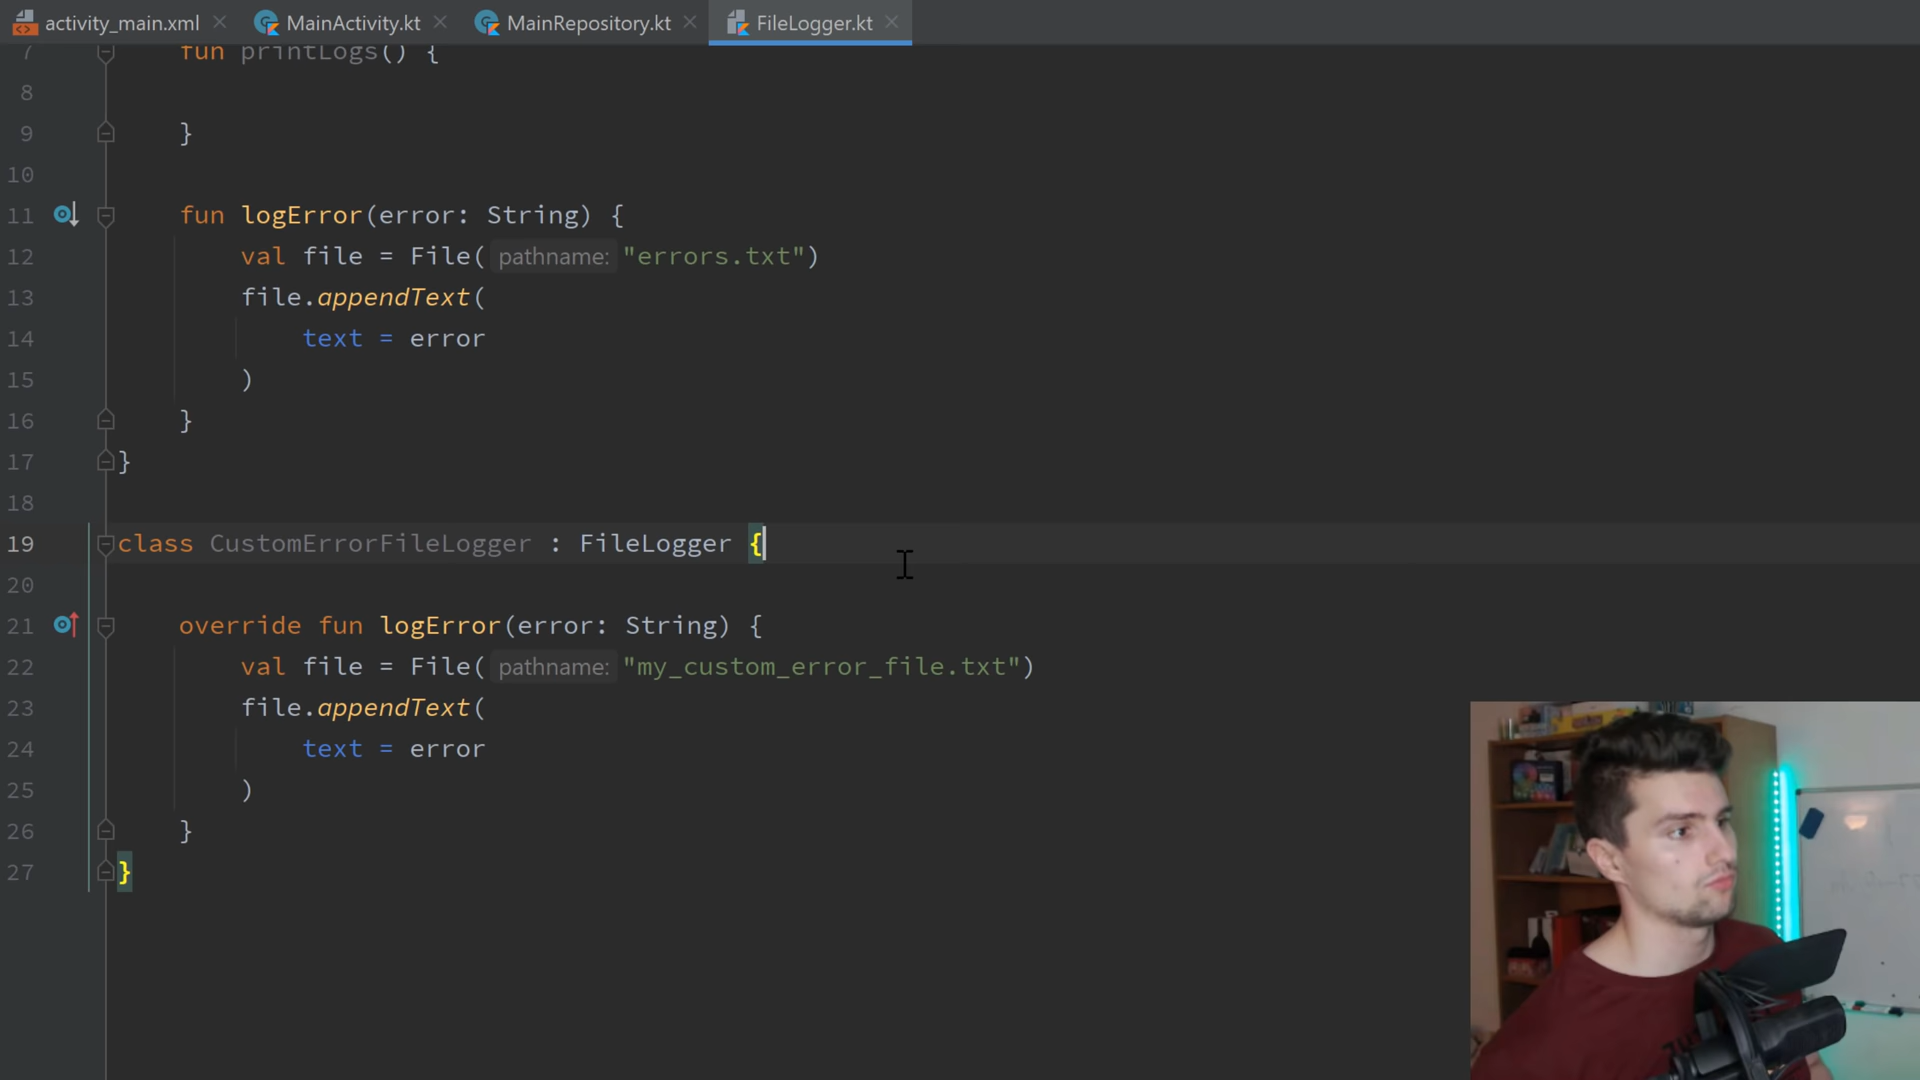 activity_main.xml MainActivity.kt MainRepository.kt FileLogger.kt
7 fun printLogs() {
8
9 }
10
11 fun logError(error: String) {
12 val file = File( pathname: "errors.txt")
13 file.appendText(
14 text = error
15 )
16 }
17 }
18
19 class CustomErrorFileLogger : FileLogger {
20
21 override fun logError(error: String) {
22 val file = File( pathname: "my_custom_error_file.txt")
23 file.appendText(
24 text = error
25 )
26 }
27 }